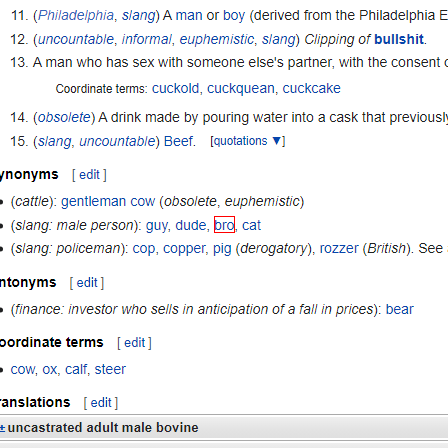 11. (Philadelphia, slang) A man or boy (derived from the Philadelphia E
12. (uncountable, informal, euphemistic, slang) Clipping of bullshit.
13. A man who has sex with someone else's partner, with the consent o
Coordinate terms: cuckold, cuckquean, cuckcake
14. (obsolete) A drink made by pouring water into a cask that previously
15. (slang, uncountable) Beef. [quotations ▼]
ynonyms [ edit ]
• (cattle): gentleman cow (obsolete, euphemistic)
• (slang: male person): guy, dude, bro, cat
• (slang: policeman): cop, copper, pig (derogatory), rozzer (British). See
ntonyms [ edit ]
• (finance: investor who sells in anticipation of a fall in prices): bear
oordinate terms [ edit ]
• cow, ox, calf, steer
ranslations [ edit ]
± uncastrated adult male bovine